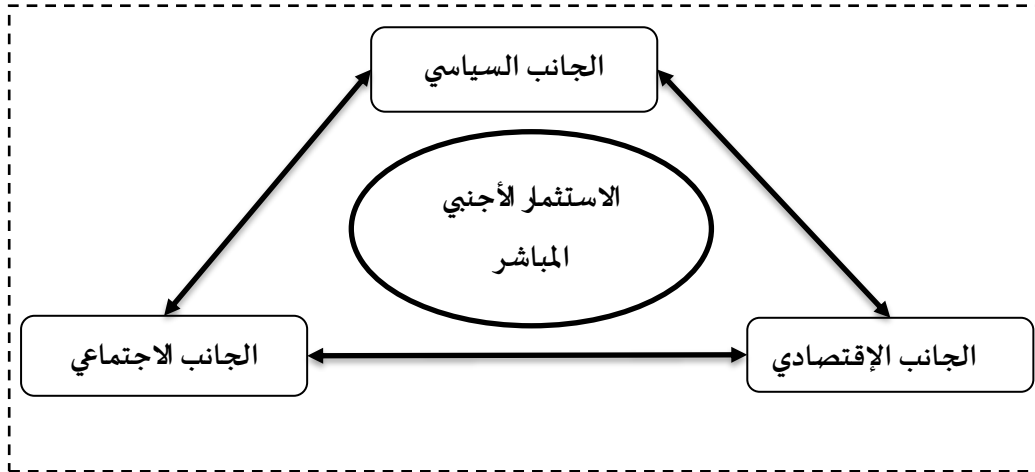 الجانب السياسي
الاستثمار الأجنبي
المباشر
الجانب الإقتصادي
الجانب الاجتماعي